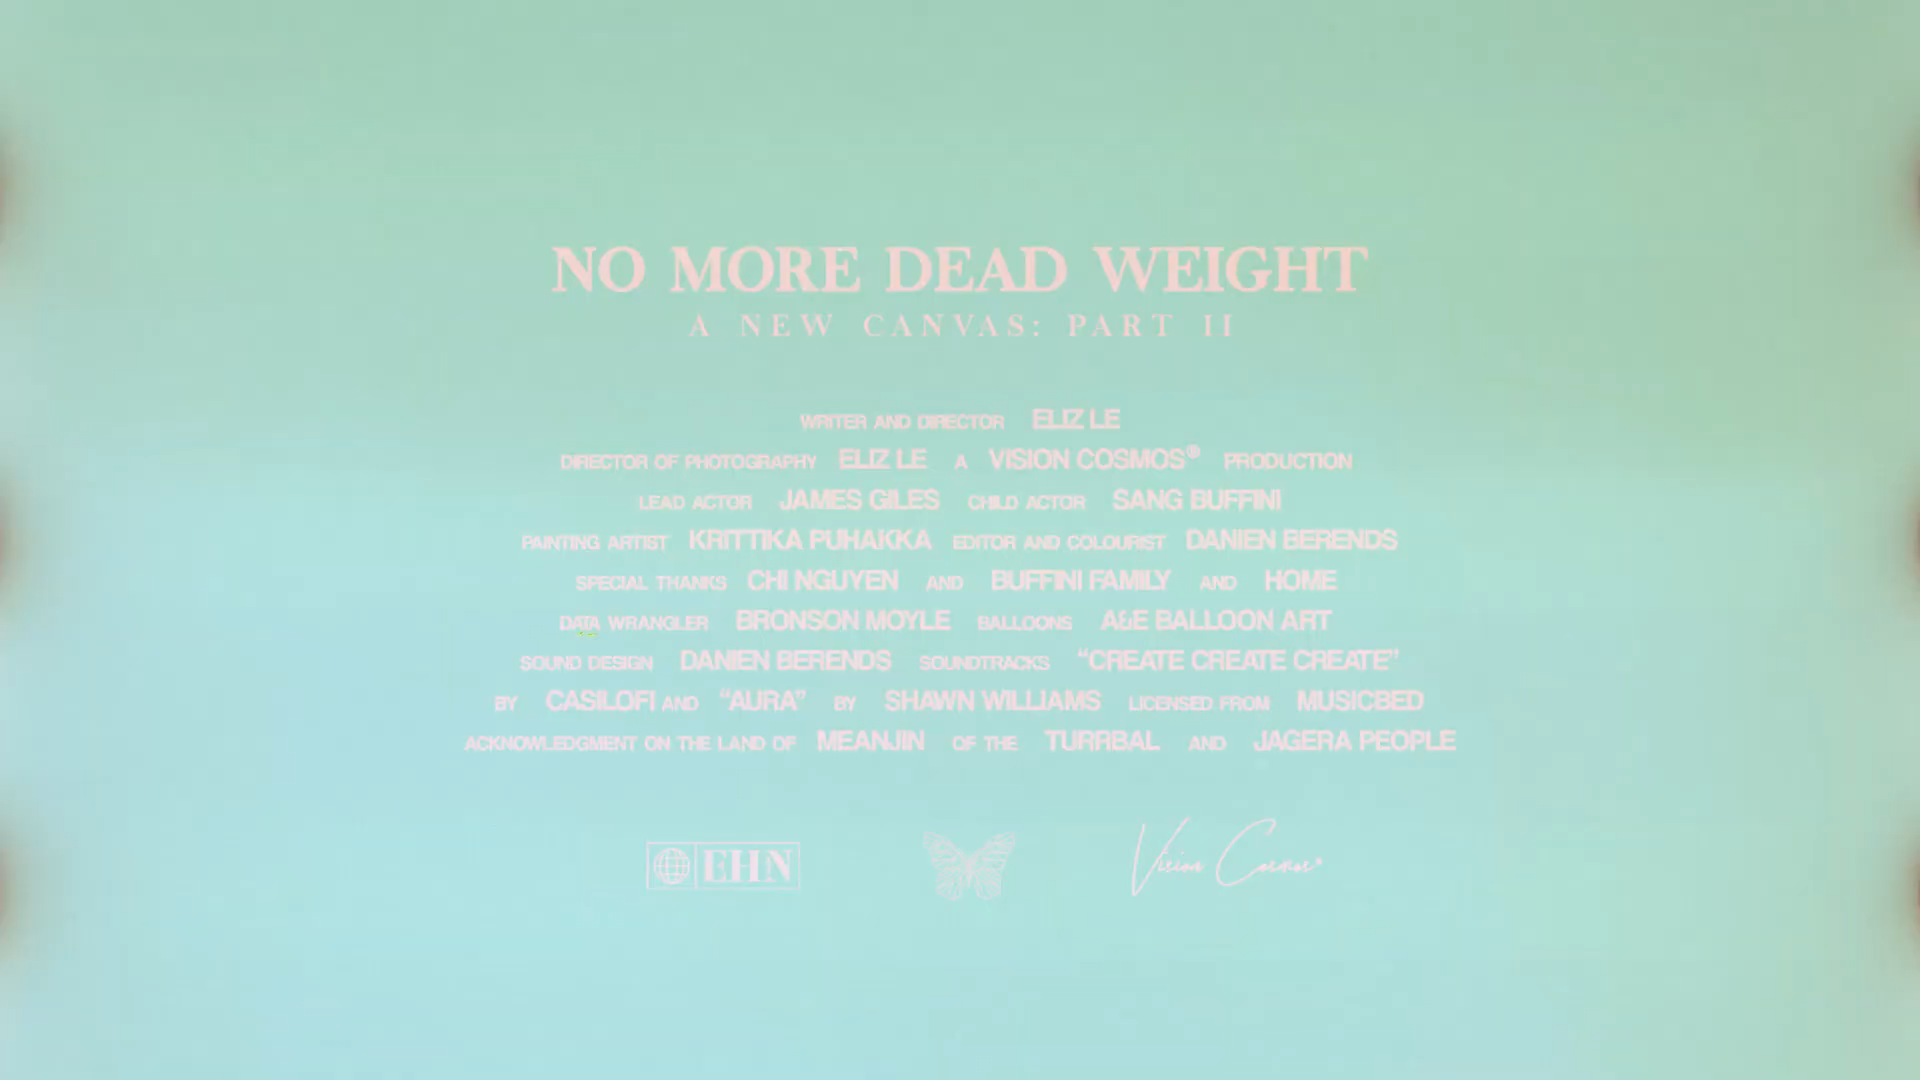 NO MORE DEAD WEIGHT
A NEW CANVAS: PART II
WRITER AND DIRECTOR ELIZ LE
DIRECTOR OF PHOTOGRAPHY ELIZ LE A VISION COSMOS® PRODUCTION
LEAD ACTOR JAMES GILES CHILD ACTOR SANG BUFFINI
PAINTING ARTIST KRITTIKA PUHAKKA EDITOR AND COLOURIST DANIEN BERENDS
SPECIAL THANKS CHI NGUYEN AND BUFFINI FAMILY AND HOME
DATA WRANGLER BRONSON MOYLE BALLOONS A&E BALLOON ART
SOUND DESIGN DANIEN BERENDS SOUNDTRACKS “CREATE CREATE CREATE”
BY CASILOFI AND “AURA” BY SHAWN WILLIAMS LICENSED FROM MUSICBED
ACKNOWLEDGMENT ON THE LAND OF MEANJIN OF THE TURRBAL AND JAGERA PEOPLE
EHN
Vision Cosmos®